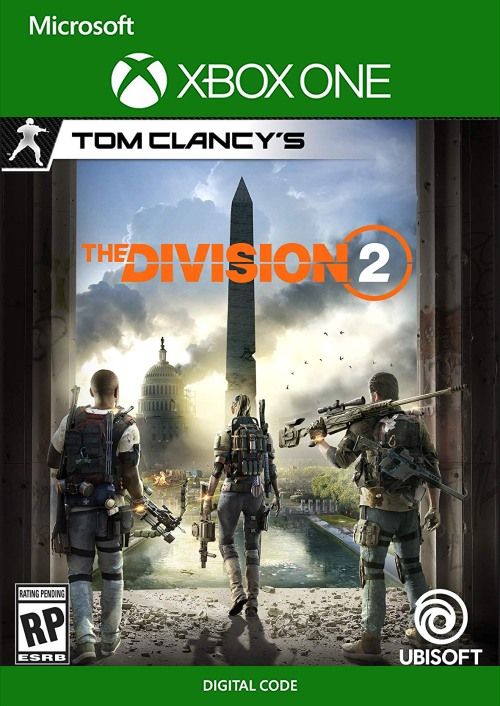 Microsoft
XBOX ONE
TOM CLANCY'S
THE DIVISION 2
RATING PENDING
RP
ESRB
UBISOFT
DIGITAL CODE